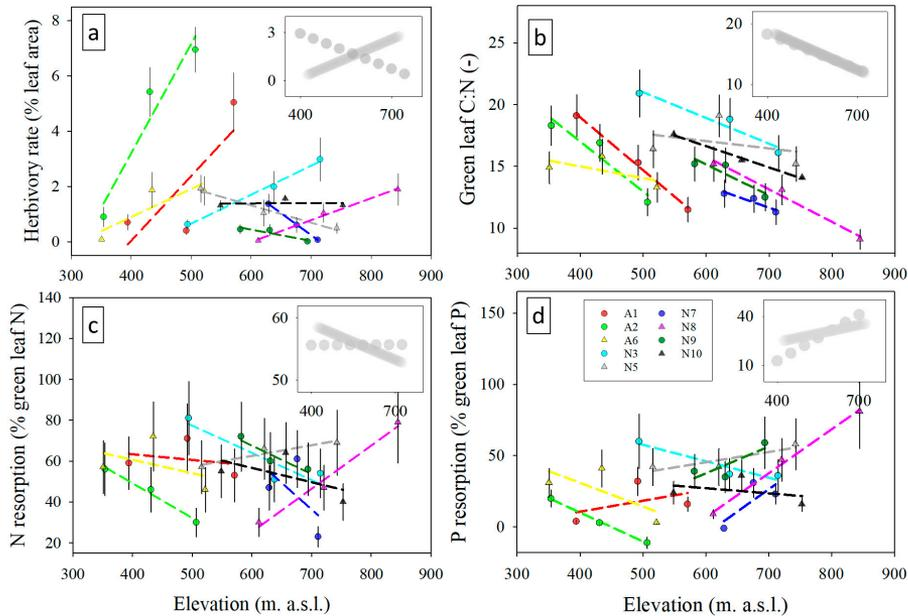 a
Herbivory rate (% leaf area)
8
6
4
2
0
3
0
400 700
300 400 500 600 700 800 900
b
Green leaf C:N (-)
25
20
15
10
20
10
400 700
300 400 500 600 700 800 900
c
N resorption (% green leaf N)
140
120
100
80
60
40
20
60
50
400 700
300 400 500 600 700 800 900
Elevation (m. a.s.l.)
d
P resorption (% green leaf P)
200
150
100
50
0
A1 N7
A2 N8
A6 N9
N3 N10
N5
40
10
400 700
300 400 500 600 700 800 900
Elevation (m. a.s.l.)